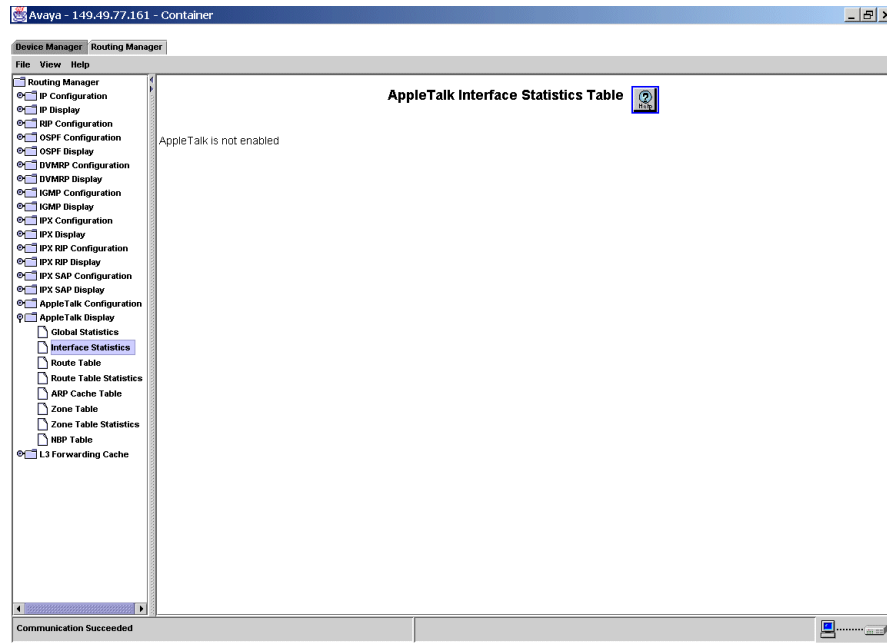 Avaya - 149.49.77.161 - Container
Device Manager Routing Manager
File View Help
Routing Manager
IP Configuration
IP Display
RIP Configuration
OSPF Configuration
OSPF Display
DVMRP Configuration
DVMRP Display
IGMP Configuration
IGMP Display
IPX Configuration
IPX Display
IPX RIP Configuration
IPX RIP Display
IPX SAP Configuration
IPX SAP Display
AppleTalk Configuration
AppleTalk Display
Global Statistics
Interface Statistics
Route Table
Route Table Statistics
ARP Cache Table
Zone Table
Zone Table Statistics
NBP Table
L3 Forwarding Cache
AppleTalk Interface Statistics Table
Help
AppleTalk is not enabled
Communication Succeeded